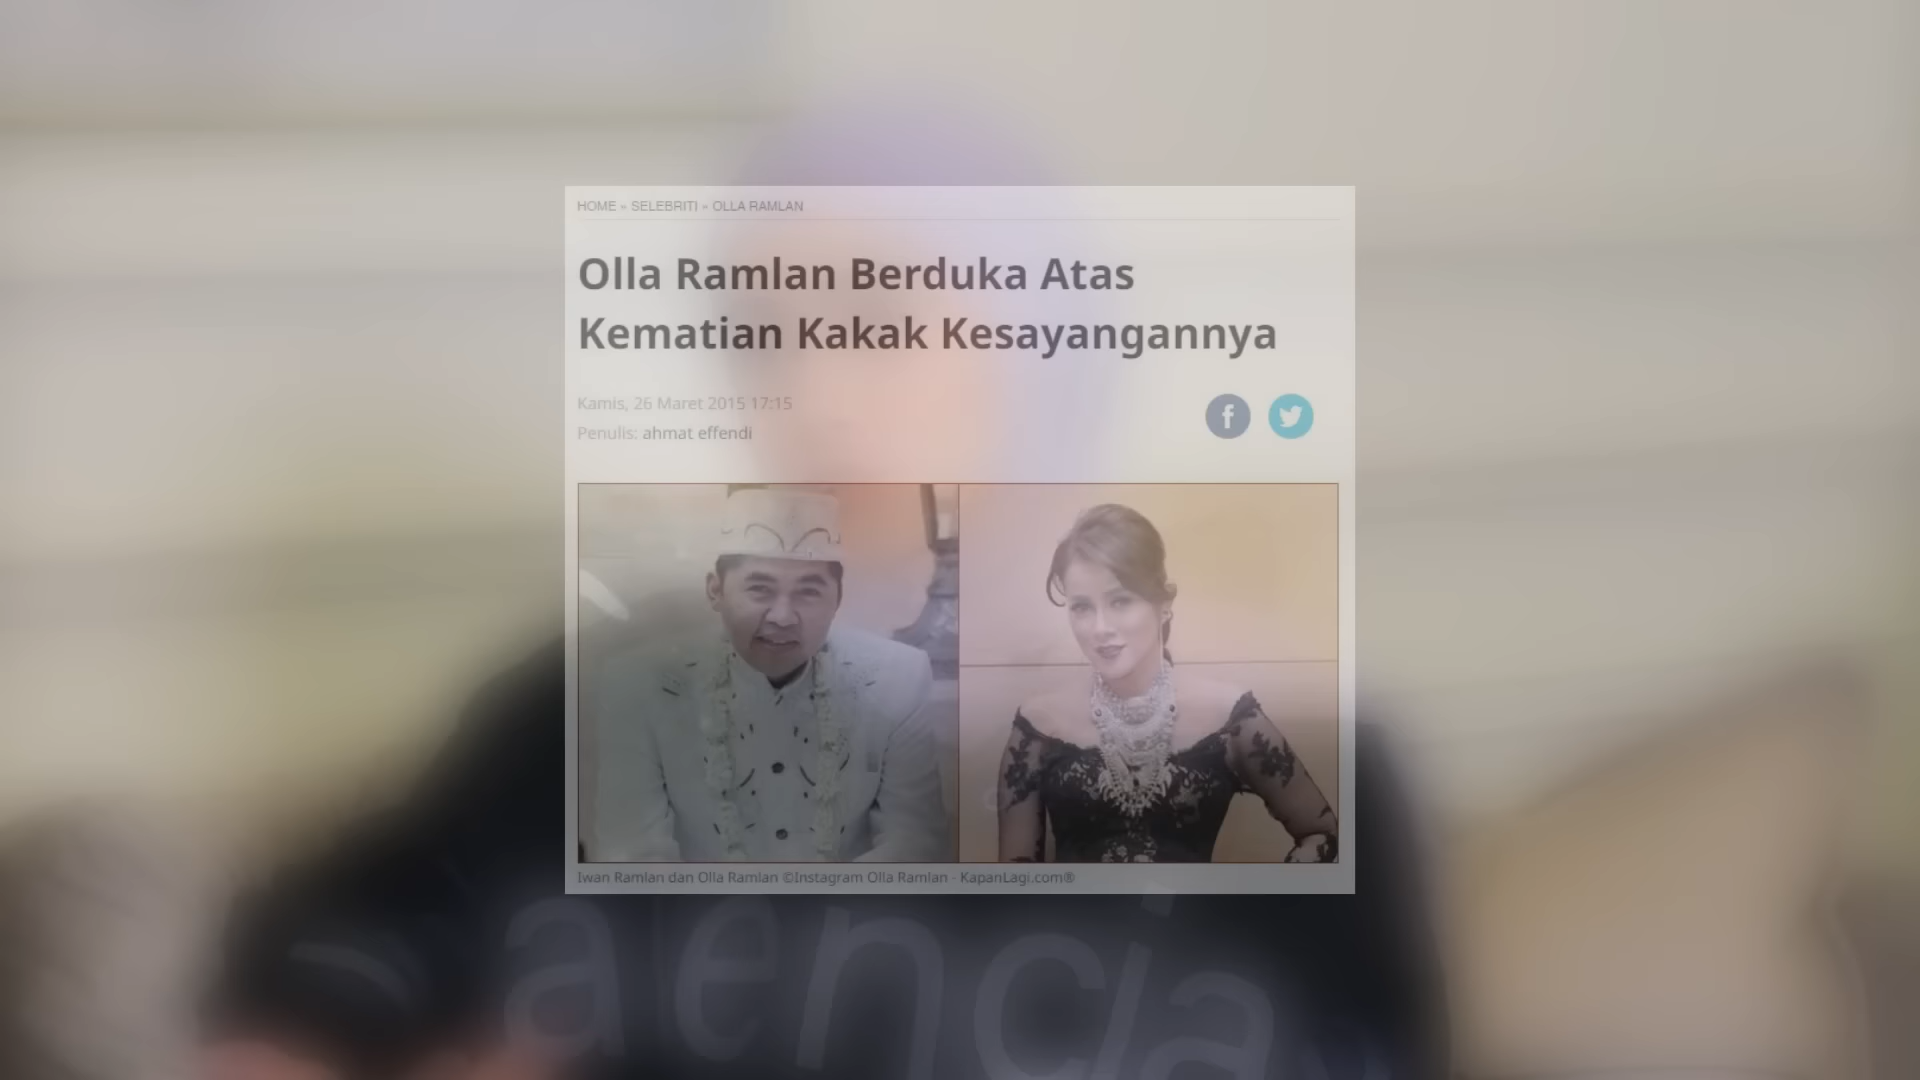 HOME » SELEBRITI » OLLA RAMLAN
Olla Ramlan Berduka Atas
Kematian Kakak Kesayangannya
Kamis, 26 Maret 2015 17:15
Penulis: ahmat effendi
Iwan Ramlan dan Olla Ramlan ©Instagram Olla Ramlan - KapanLagi.com®